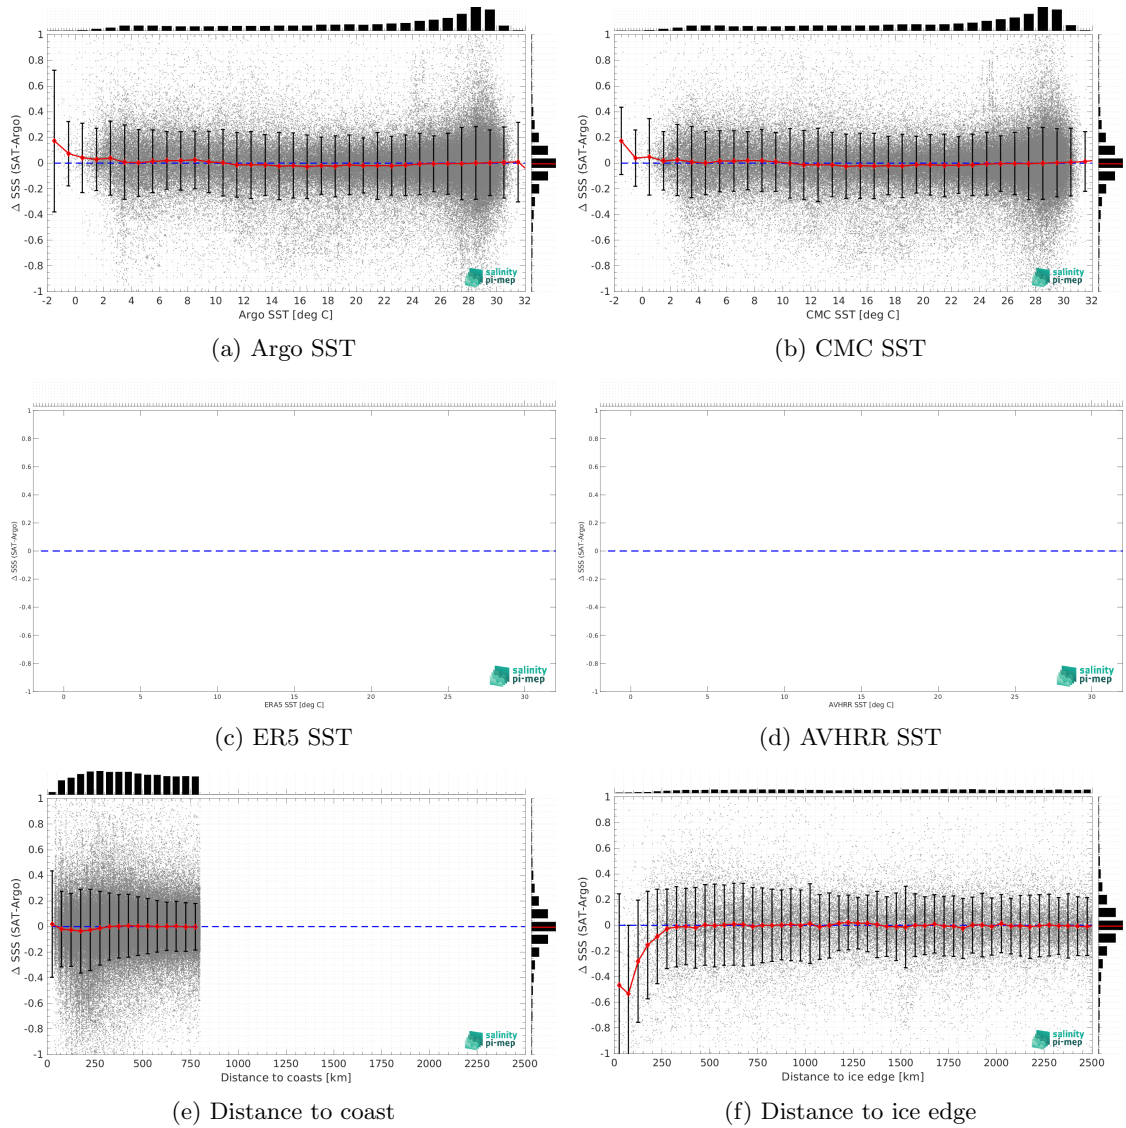 1
0.8
0.6
0.4
0.2
0
-0.2
-0.4
-0.6
-0.8
-1
Δ SSS (SAT-Argo)
-2 0 2 4 6 8 10 12 14 16 18 20 22 24 26 28 30 32
Argo SST [deg C]
salinity
pi-mep
(a) Argo SST
1
0.8
0.6
0.4
0.2
0
-0.2
-0.4
-0.6
-0.8
-1
Δ SSS (SAT-Argo)
-2 0 2 4 6 8 10 12 14 16 18 20 22 24 26 28 30 32
CMC SST [deg C]
salinity
pi-mep
(b) CMC SST
1
0.8
0.6
0.4
0.2
0
-0.2
-0.4
-0.6
-0.8
-1
Δ SSS (SAT-Argo)
0 5 10 15 20 25 30
ERA5 SST [deg C]
salinity
pi-mep
(c) ER5 SST
1
0.8
0.6
0.4
0.2
0
-0.2
-0.4
-0.6
-0.8
-1
Δ SSS (SAT-Argo)
0 5 10 15 20 25 30
AVHRR SST [deg C]
salinity
pi-mep
(d) AVHRR SST
1
0.8
0.6
0.4
0.2
0
-0.2
-0.4
-0.6
-0.8
-1
Δ SSS (SAT-Argo)
0 250 500 750 1000 1250 1500 1750 2000 2250 2500
Distance to coasts [km]
salinity
pi-mep
(e) Distance to coast
1
0.8
0.6
0.4
0.2
0
-0.2
-0.4
-0.6
-0.8
-1
Δ SSS (SAT-Argo)
0 250 500 750 1000 1250 1500 1750 2000 2250 2500
Distance to ice edge [km]
salinity
pi-mep
(f) Distance to ice edge